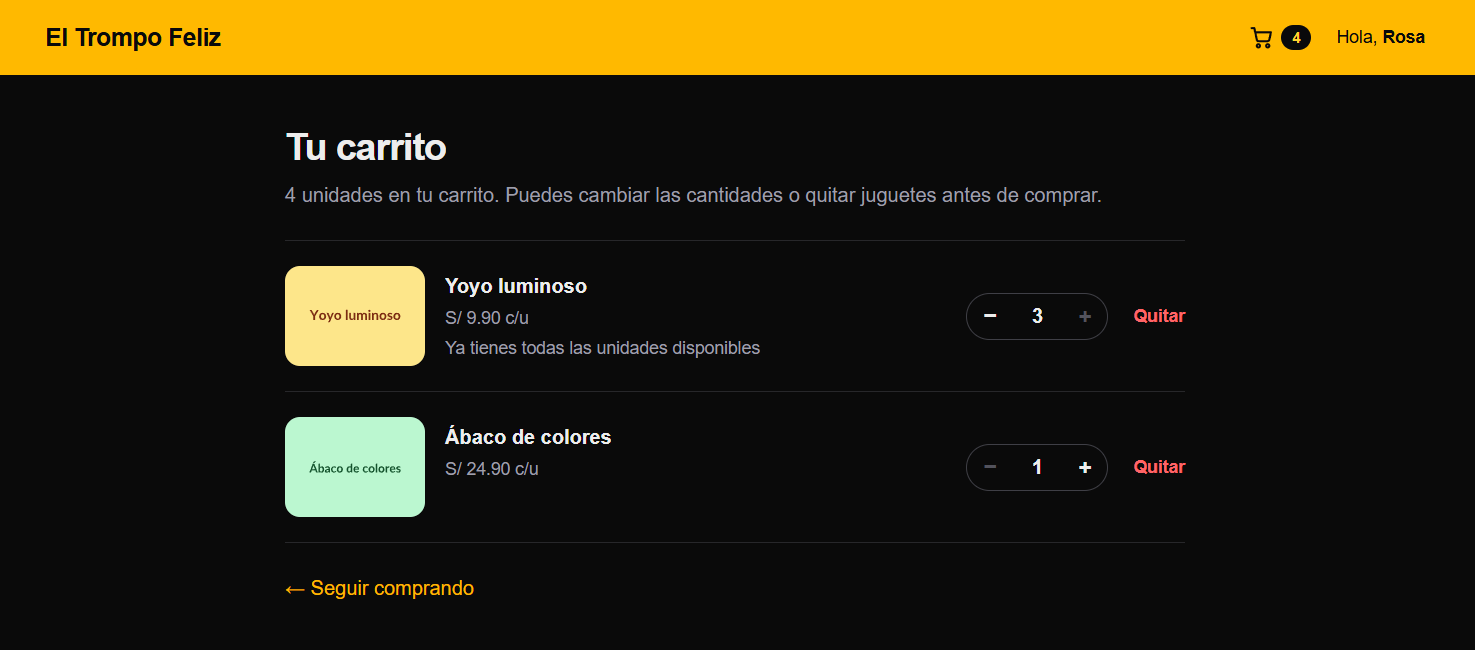 El Trompo Feliz
4
Hola, Rosa
Tu carrito
4 unidades en tu carrito. Puedes cambiar las cantidades o quitar juguetes antes de comprar.
Yoyo luminoso
Yoyo luminoso
S/ 9.90 c/u
Ya tienes todas las unidades disponibles
− 3 +
Quitar
Ábaco de colores
Ábaco de colores
S/ 24.90 c/u
− 1 +
Quitar
← Seguir comprando